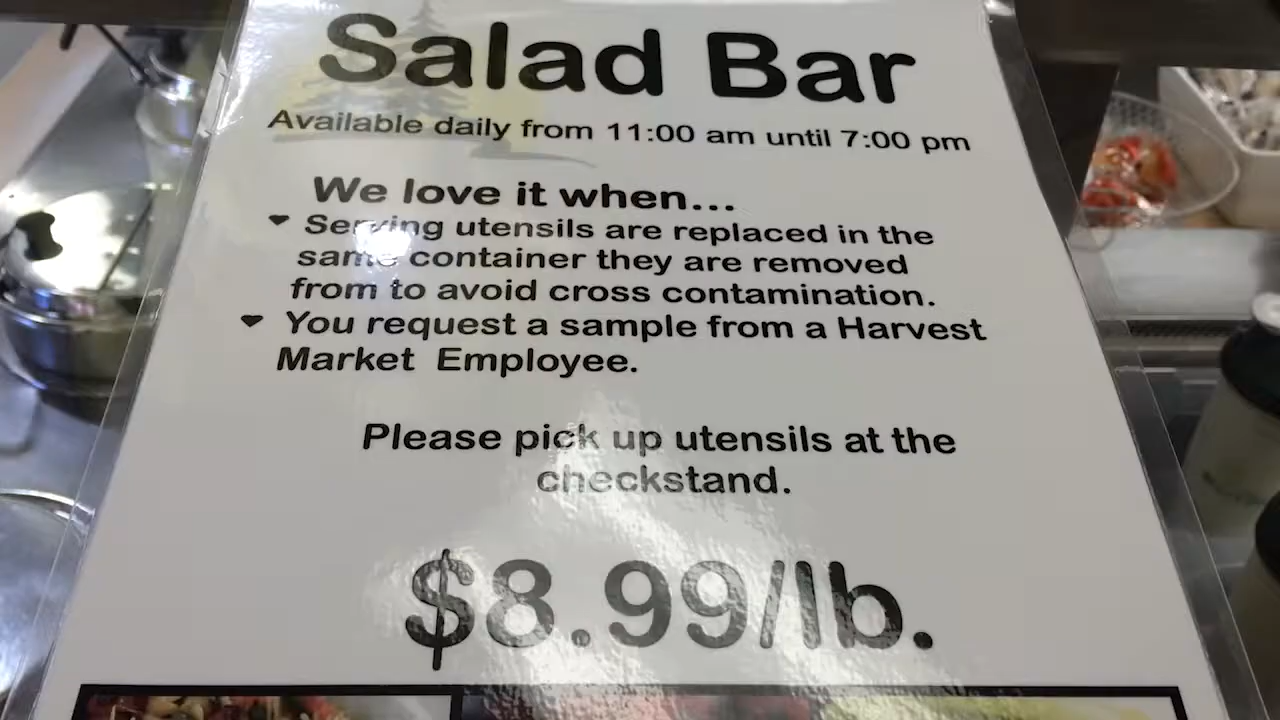 Salad Bar
Available daily from 11:00 am until 7:00 pm
We love it when...
Serving utensils are replaced in the
same container they are removed
from to avoid cross contamination.
You request a sample from a Harvest
Market Employee.
Please pick up utensils at the
checkstand.
$8.99/lb.